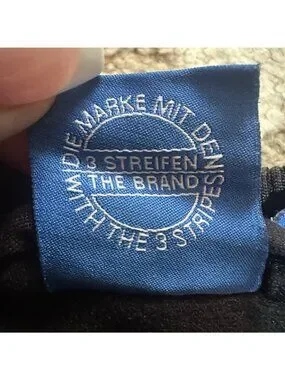 DIE MARKE MIT DEN
3 STREIFEN
THE BRAND
WITH THE 3 STRIPES